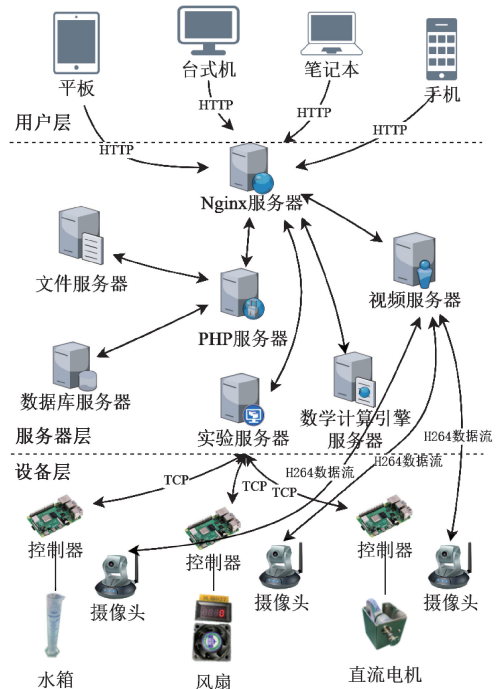 平板
台式机
笔记本
手机
HTTP
HTTP
HTTP
HTTP
用户层
Nginx服务器
文件服务器
视频服务器
PHP服务器
数据库服务器
实验服务器
数学计算引擎
服务器
服务器层
H264数据流
设备层
TCP
TCP
TCP
H264数据流
H264数据流
控制器
控制器
控制器
摄像头
摄像头
摄像头
水箱
风扇
直流电机